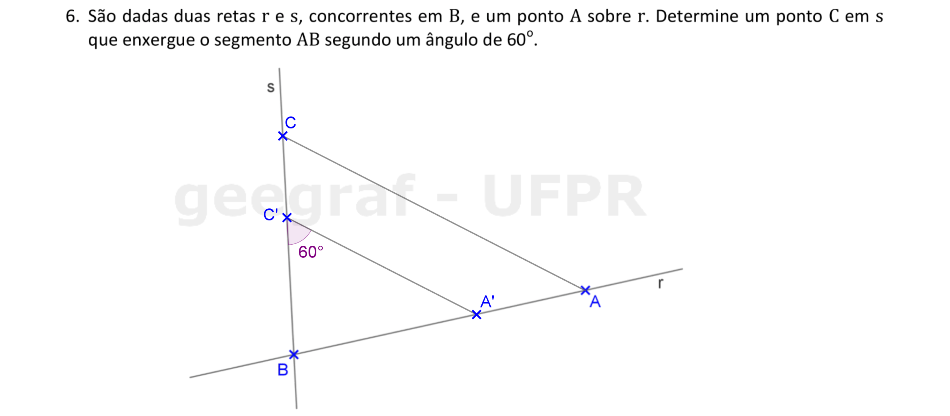 6. São dadas duas retas r e s, concorrentes em B, e um ponto A sobre r. Determine um ponto C em s
que enxergue o segmento AB segundo um ângulo de 60º.
s
C
geegraf - UFPR
C'
60°
r
A'
A
B